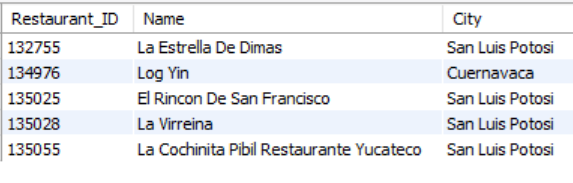 Restaurant_ID Name City
132755 La Estrella De Dimas San Luis Potosi
134976 Log Yin Cuernavaca
135025 El Rincon De San Francisco San Luis Potosi
135028 La Virreina San Luis Potosi
135055 La Cochinita Pibil Restaurante Yucateco San Luis Potosi